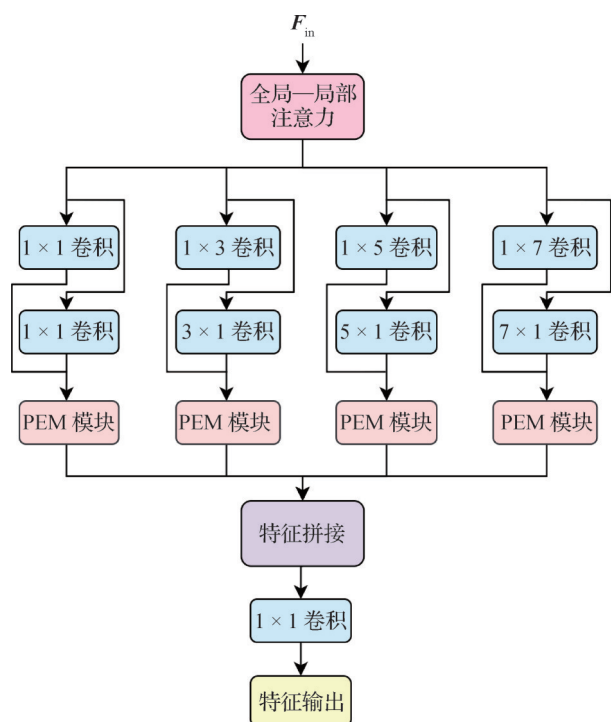 F_in
全局—局部
注意力
1 × 1 卷积
1 × 3 卷积
1 × 5 卷积
1 × 7 卷积
1 × 1 卷积
3 × 1 卷积
5 × 1 卷积
7 × 1 卷积
PEM 模块
PEM 模块
PEM 模块
PEM 模块
特征拼接
1 × 1 卷积
特征输出